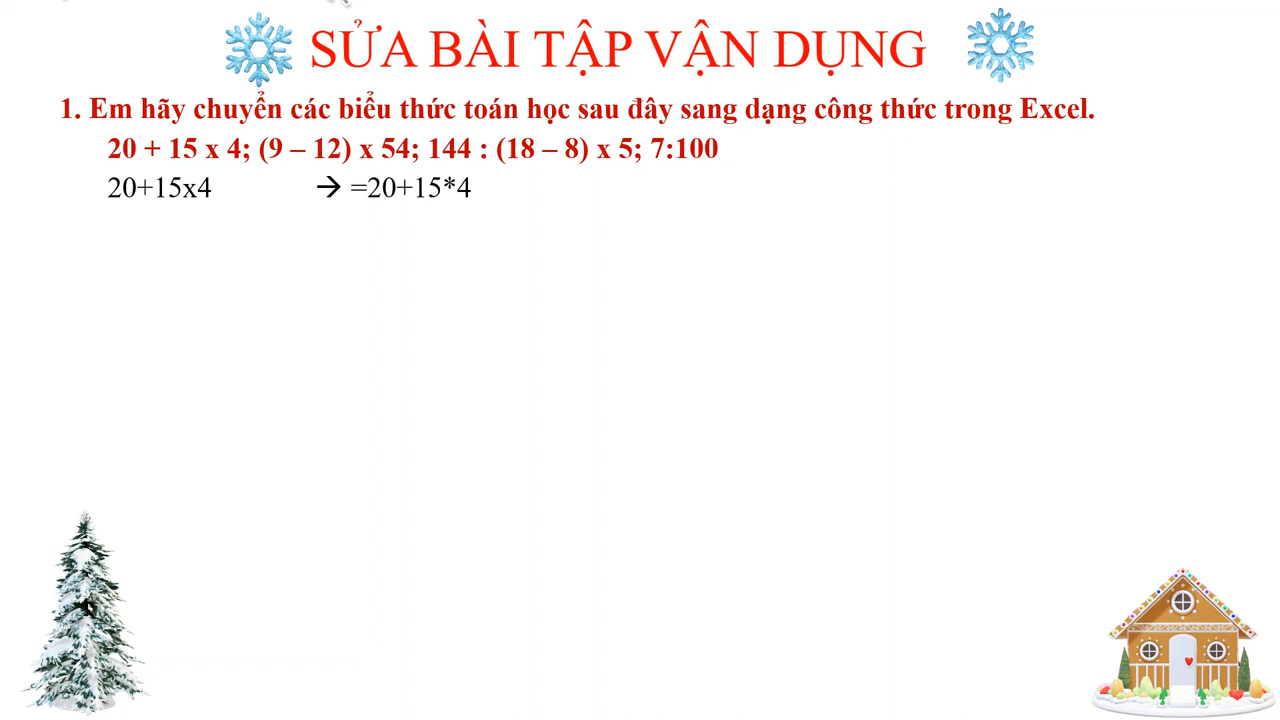 SỬA BÀI TẬP VẬN DỤNG
1. Em hãy chuyển các biểu thức toán học sau đây sang dạng công thức trong Excel.
20 + 15 x 4; (9 – 12) x 54; 144 : (18 – 8) x 5; 7:100
20+15x4 → =20+15*4